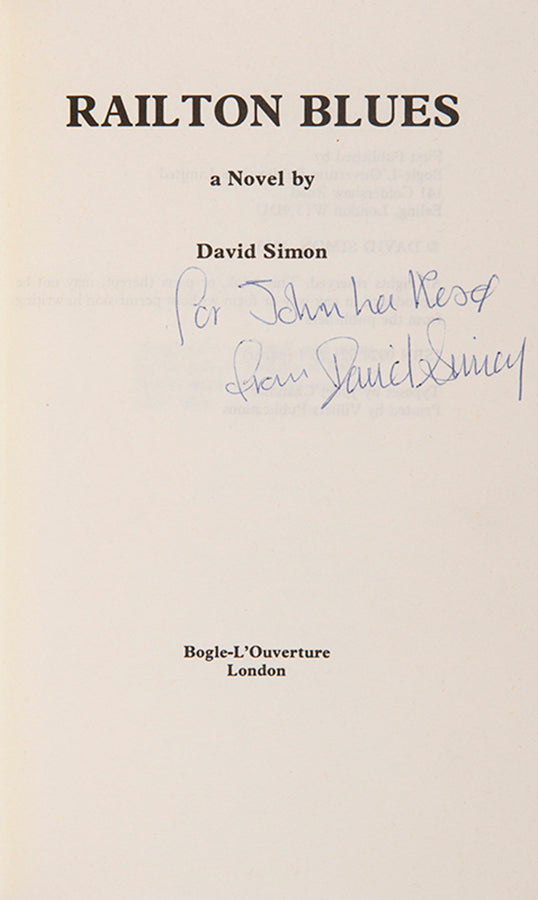 RAILTON BLUES
a Novel by
David Simon
For John La Rose
from David Simon
Bogle-L'Ouverture
London